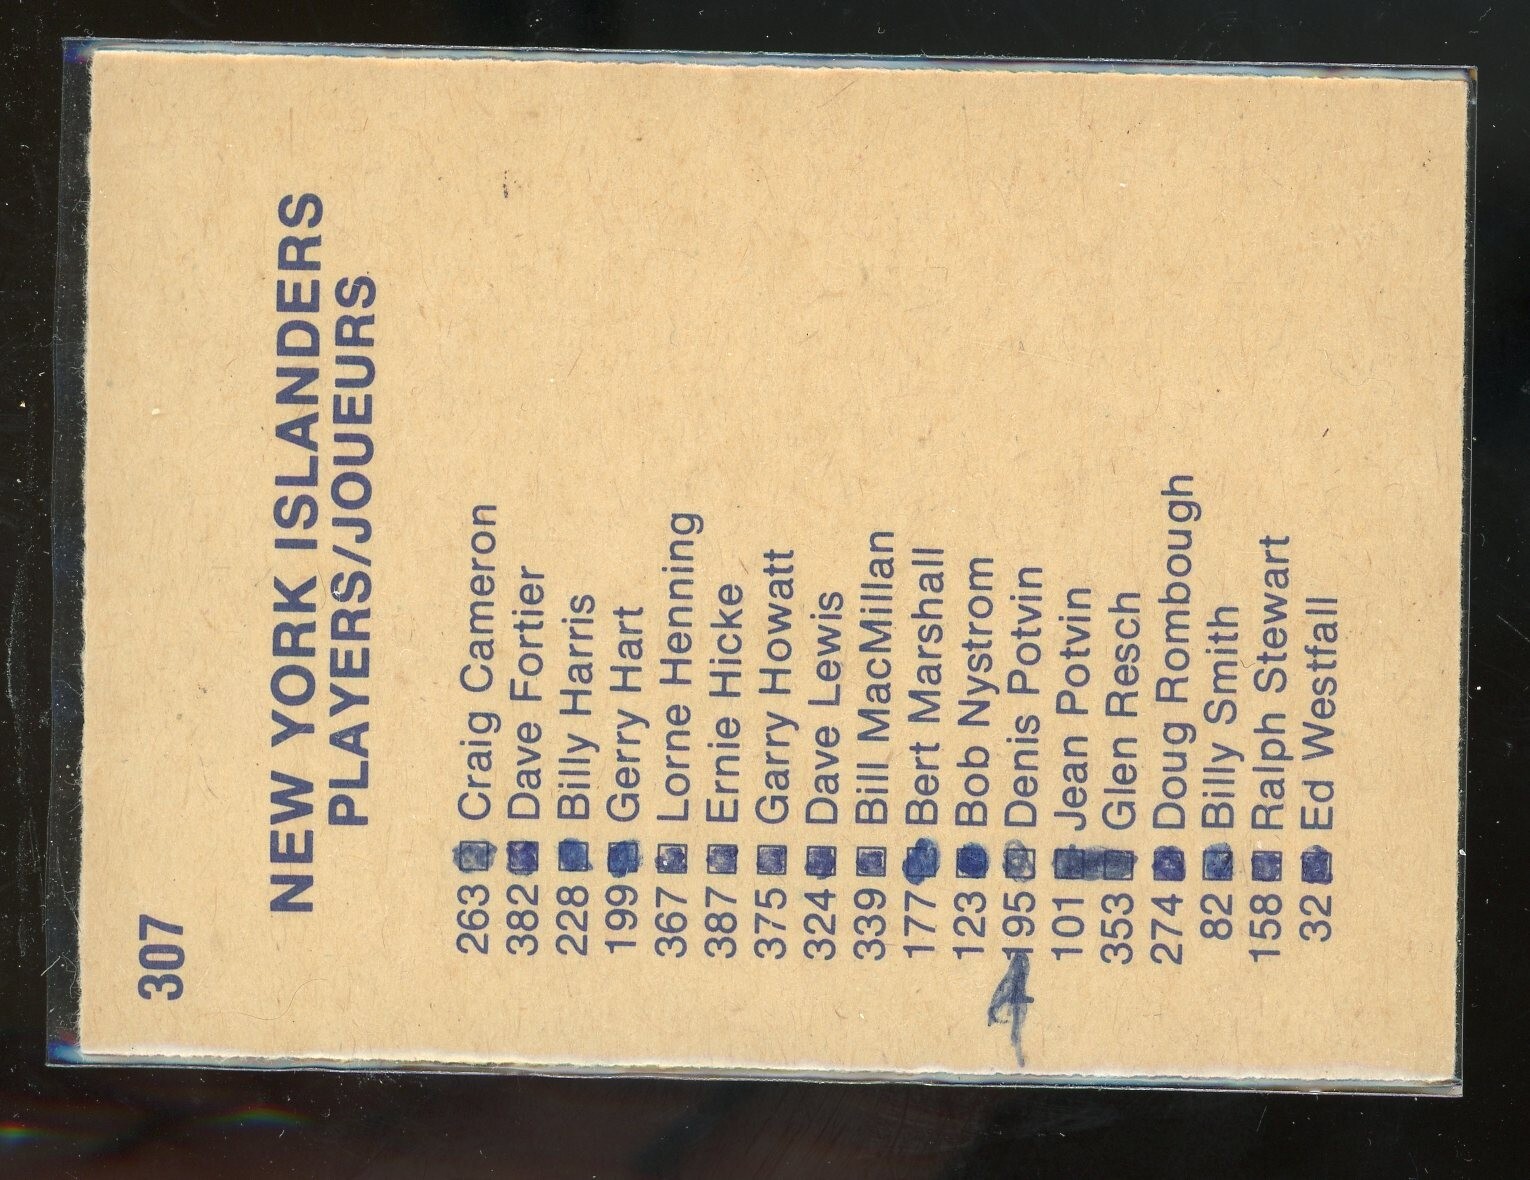 307
NEW YORK ISLANDERS
PLAYERS/JOUEURS
263 Craig Cameron
382 Dave Fortier
228 Billy Harris
199 Gerry Hart
367 Lorne Henning
387 Ernie Hicke
375 Garry Howatt
324 Dave Lewis
339 Bill MacMillan
177 Bert Marshall
123 Bob Nystrom
195 Denis Potvin
101 Jean Potvin
353 Glen Resch
274 Doug Rombough
82 Billy Smith
158 Ralph Stewart
32 Ed Westfall